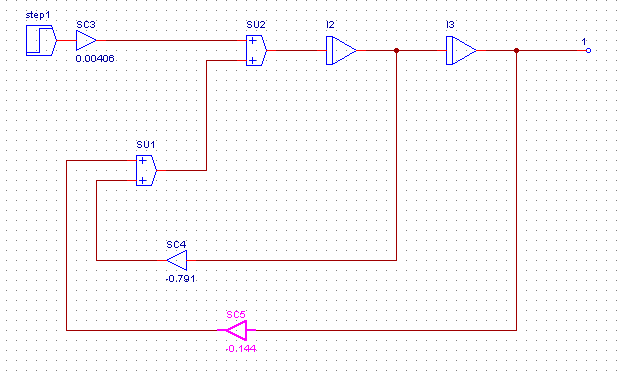 step1
SC3
0.00406
SU2
+
+
I2
I3
1
SU1
+
+
SC4
-0.791
SC5
-0.144